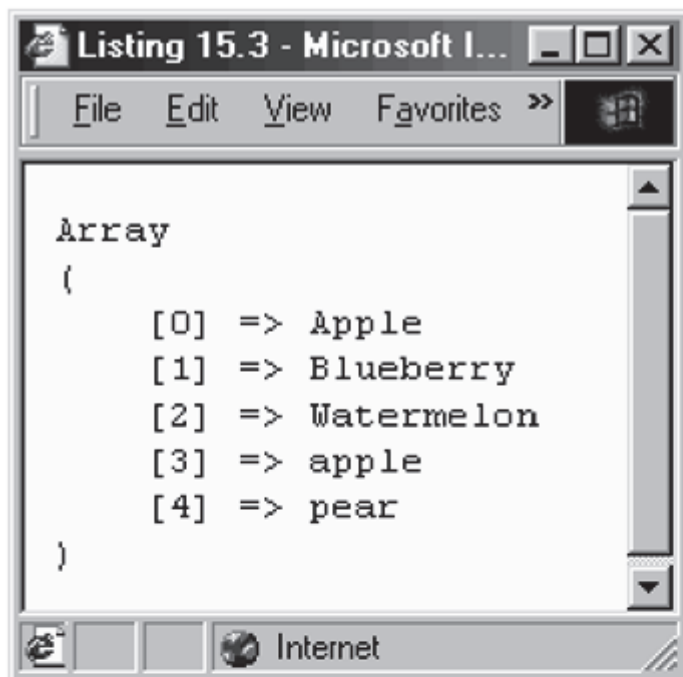 Listing 15.3 - Microsoft I...
File Edit View Favorites »
Array
(
    [0] => Apple
    [1] => Blueberry
    [2] => Watermelon
    [3] => apple
    [4] => pear
)
Internet